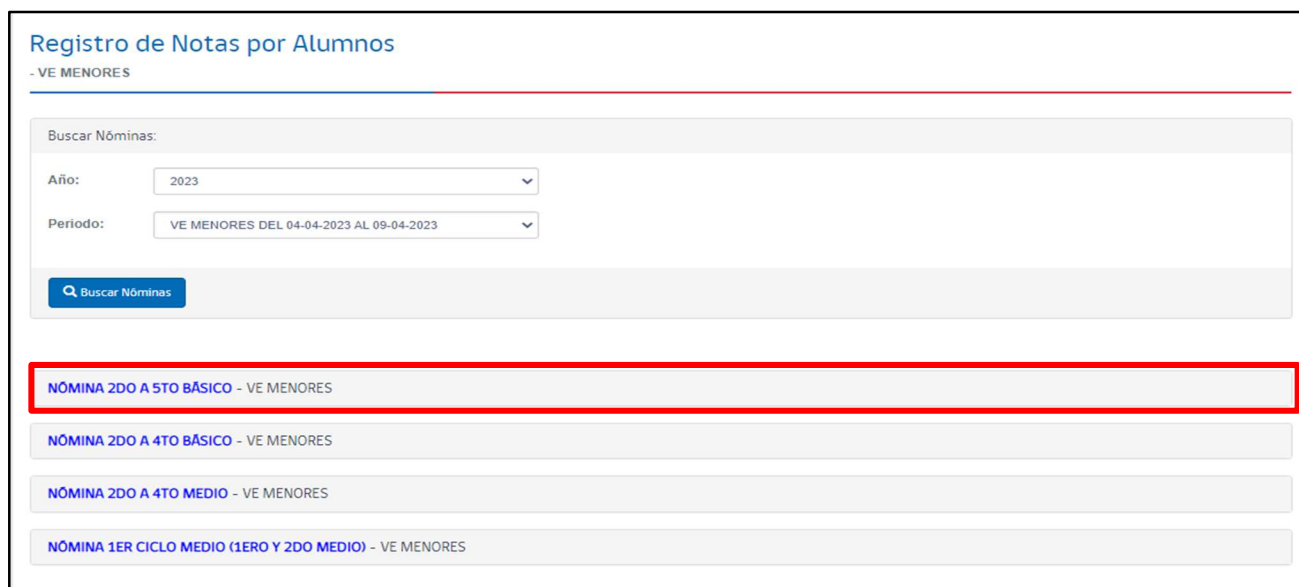 Registro de Notas por Alumnos
- VE MENORES
Buscar Nóminas:
Año: 2023
Periodo: VE MENORES DEL 04-04-2023 AL 09-04-2023
Buscar Nóminas
NÓMINA 2DO A 5TO BÁSICO - VE MENORES
NÓMINA 2DO A 4TO BÁSICO - VE MENORES
NÓMINA 2DO A 4TO MEDIO - VE MENORES
NÓMINA 1ER CICLO MEDIO (1ERO Y 2DO MEDIO) - VE MENORES